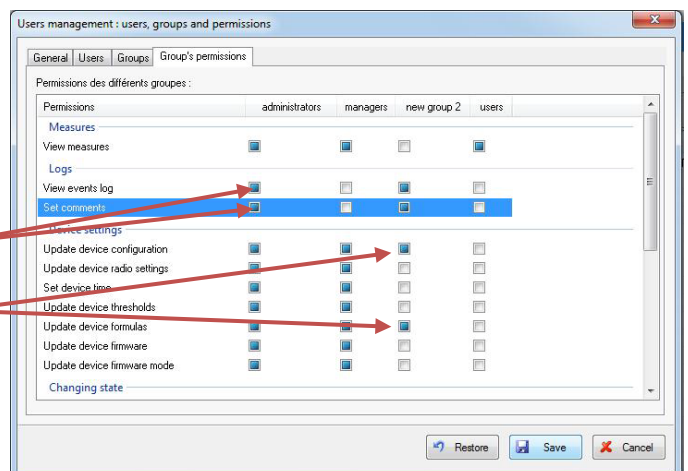 Users management : users, groups and permissions
General Users Groups Group's permissions
Permissions des différents groupes :
Permissions administrators managers new group 2 users
Measures
View measures
Logs
View events log
Set comments
Device settings
Update device configuration
Update device radio settings
Set device time
Update device thresholds
Update device formulas
Update device firmware
Update device firmware mode
Changing state
Restore Save Cancel